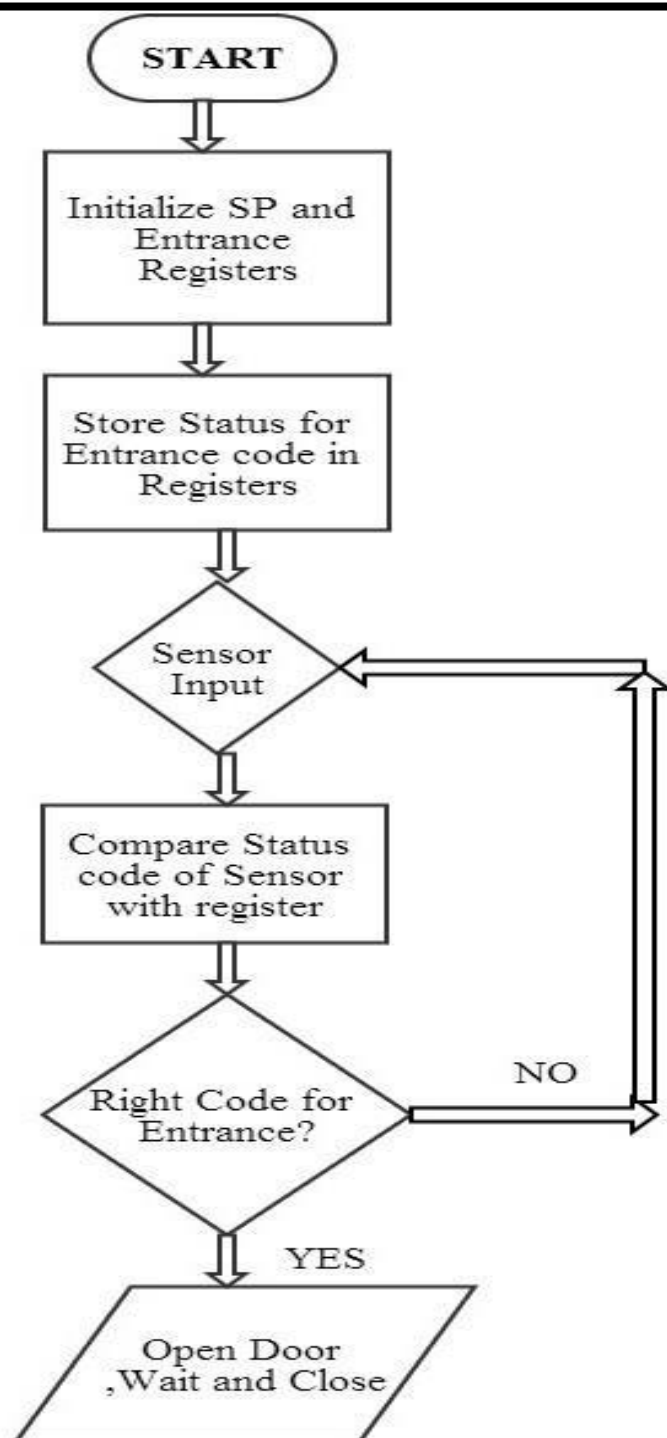 START
Initialize SP and
Entrance
Registers
Store Status for
Entrance code in
Registers
Sensor
Input
Compare Status
code of Sensor
with register
Right Code for
Entrance?
NO
YES
Open Door
,Wait and Close